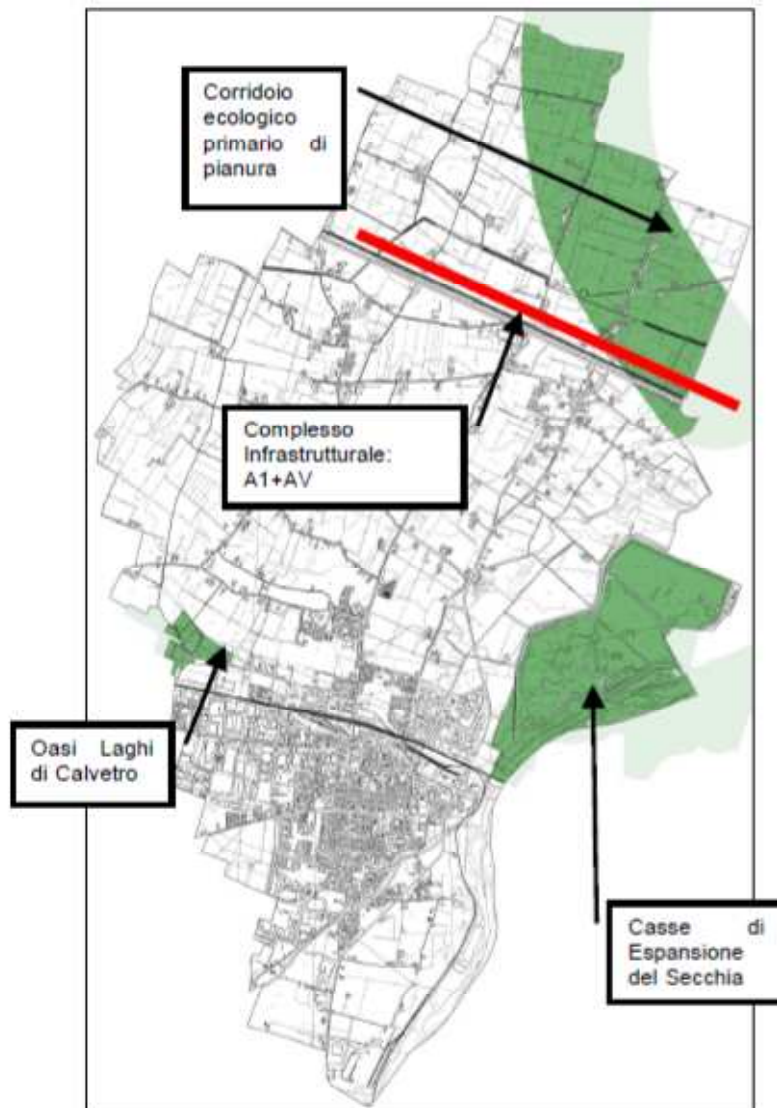 Corridoio
ecologico
primario di
pianura
Complesso
Infrastrutturale:
A1+AV
Oasi Laghi
di Calvetro
Casse di
Espansione
del Secchia